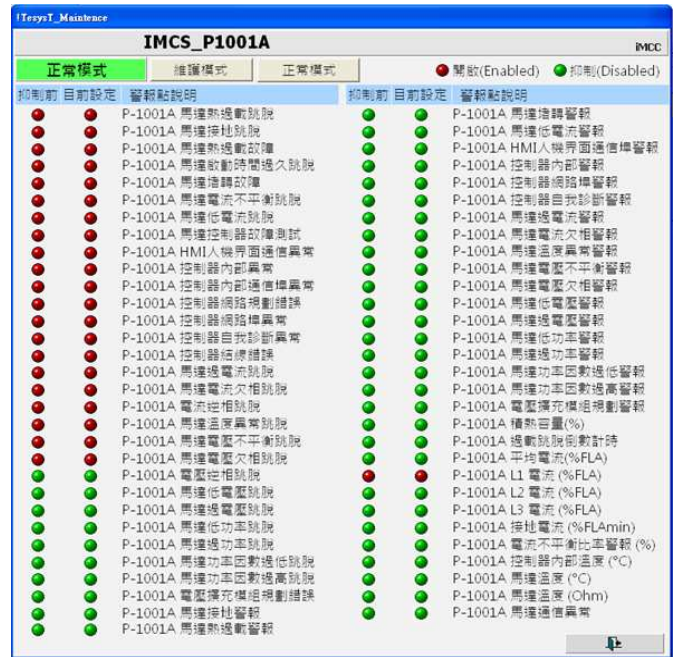 !TesysT_Maintence
IMCS_P1001A
iMCC
正常模式 維護模式 正常模式 開啟(Enabled) 抑制(Disabled)
抑制前 目前設定 警報點說明
P-1001A 馬達熱過載跳脫
P-1001A 馬達接地跳脫
P-1001A 馬達熱過載故障
P-1001A 馬達啟動時間過久跳脫
P-1001A 馬達堵轉故障
P-1001A 馬達電流不平衡跳脫
P-1001A 馬達低電流跳脫
P-1001A 馬達控制器故障測試
P-1001A HMI人機界面通信異常
P-1001A 控制器內部異常
P-1001A 控制器內部通信埠異常
P-1001A 控制器網路規劃錯誤
P-1001A 控制器網路埠異常
P-1001A 控制器自我診斷異常
P-1001A 控制器結線錯誤
P-1001A 馬達過電流跳脫
P-1001A 馬達電流欠相跳脫
P-1001A 電流逆相跳脫
P-1001A 馬達溫度異常跳脫
P-1001A 馬達電壓不平衡跳脫
P-1001A 馬達電壓欠相跳脫
P-1001A 電壓逆相跳脫
P-1001A 馬達低電壓跳脫
P-1001A 馬達過電壓跳脫
P-1001A 馬達低功率跳脫
P-1001A 馬達過功率跳脫
P-1001A 馬達功率因數過低跳脫
P-1001A 馬達功率因數過高跳脫
P-1001A 電壓擴充模組規劃錯誤
P-1001A 馬達接地警報
P-1001A 馬達熱過載警報
抑制前 目前設定 警報點說明
P-1001A 馬達堵轉警報
P-1001A 馬達低電流警報
P-1001A HMI人機界面通信埠警報
P-1001A 控制器內部警報
P-1001A 控制器網路埠警報
P-1001A 控制器自我診斷警報
P-1001A 馬達過電流警報
P-1001A 馬達電流欠相警報
P-1001A 馬達溫度異常警報
P-1001A 馬達電壓不平衡警報
P-1001A 馬達電壓欠相警報
P-1001A 馬達低電壓警報
P-1001A 馬達過電壓警報
P-1001A 馬達低功率警報
P-1001A 馬達過功率警報
P-1001A 馬達功率因數過低警報
P-1001A 馬達功率因數過高警報
P-1001A 電壓擴充模組規劃警報
P-1001A 積熱容量(%)
P-1001A 過載跳脫倒數計時
P-1001A 平均電流(%FLA)
P-1001A L1 電流 (%FLA)
P-1001A L2 電流 (%FLA)
P-1001A L3 電流 (%FLA)
P-1001A 接地電流 (%FLAmin)
P-1001A 電流不平衡比率警報 (%)
P-1001A 控制器內部溫度 (°C)
P-1001A 馬達溫度 (°C)
P-1001A 馬達溫度 (Ohm)
P-1001A 馬達通信異常